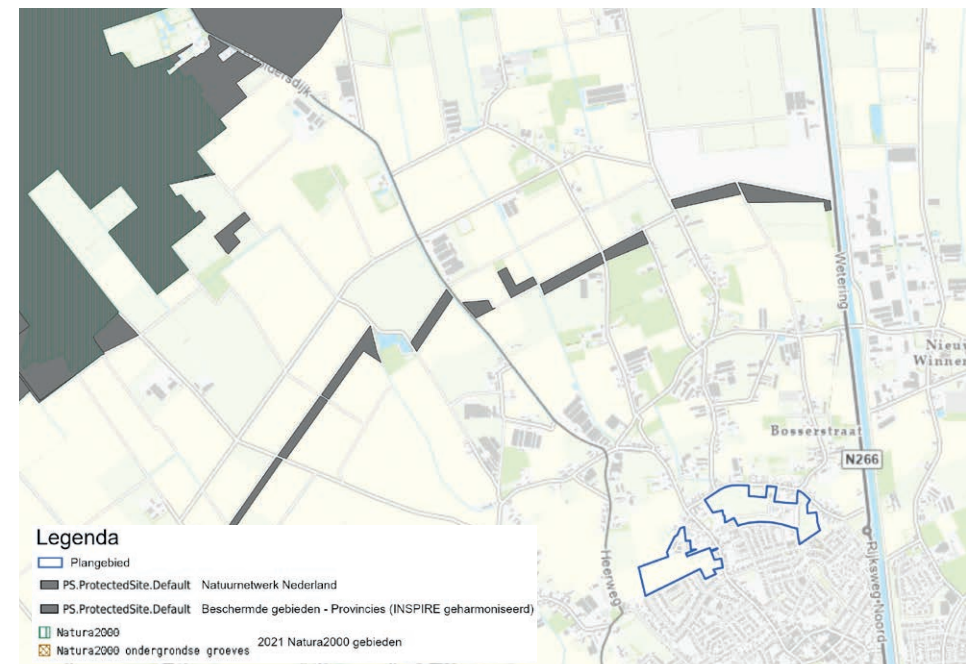 Wetering
Nieuw
Winner
Bosserstraat
N266
Heerweg
Rijksweg-Noord
Legenda
Plangebied
PS.ProtectedSite.Default Natuurnetwerk Nederland
PS.ProtectedSite.Default Beschermde gebieden - Provincies (INSPIRE geharmoniseerd)
Natura2000
Natura2000 ondergrondse groeves 2021 Natura2000 gebieden